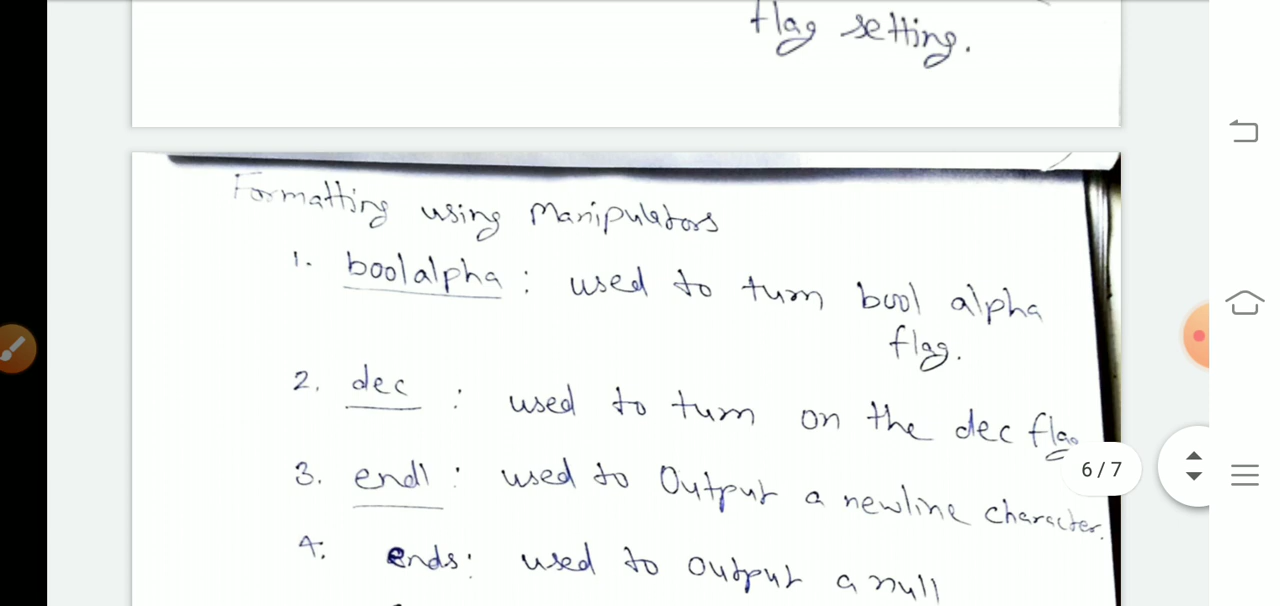 flag setting.
Formatting using Manipulators
1. boolalpha : used to turn bool alpha
flag.
2. dec : used to turn on the dec flag
3. endl : used to output a newline character.
6 / 7
4. ends: used to output a null